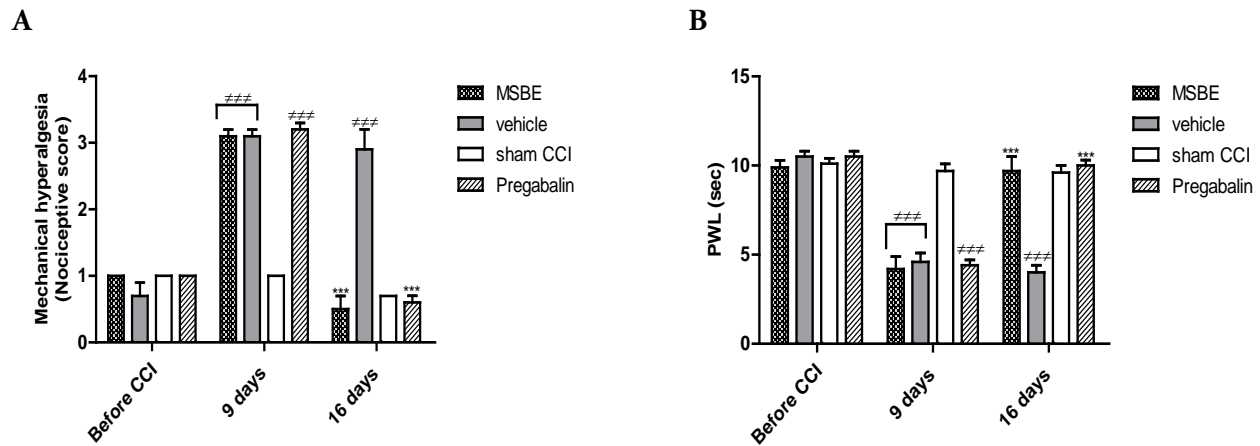 A
Mechanical hyperalgesia
(Nociceptive score)
4
3
2
1
0
≠≠≠
≠≠≠
≠≠≠
***
***
Before CCI
9 days
16 days
MSBE
vehicle
sham CCI
Pregabalin
B
PWL (sec)
15
10
5
0
≠≠≠
≠≠≠
***
≠≠≠
***
Before CCI
9 days
16 days
MSBE
vehicle
sham CCI
Pregabalin